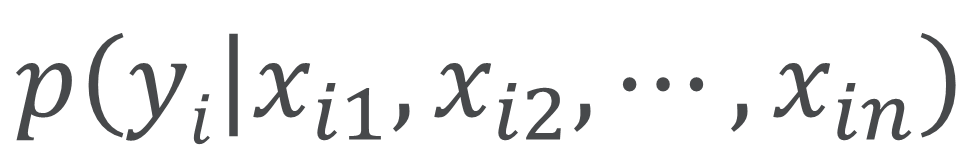 p(y_i|x_{i1}, x_{i2}, ⋯, x_{in})